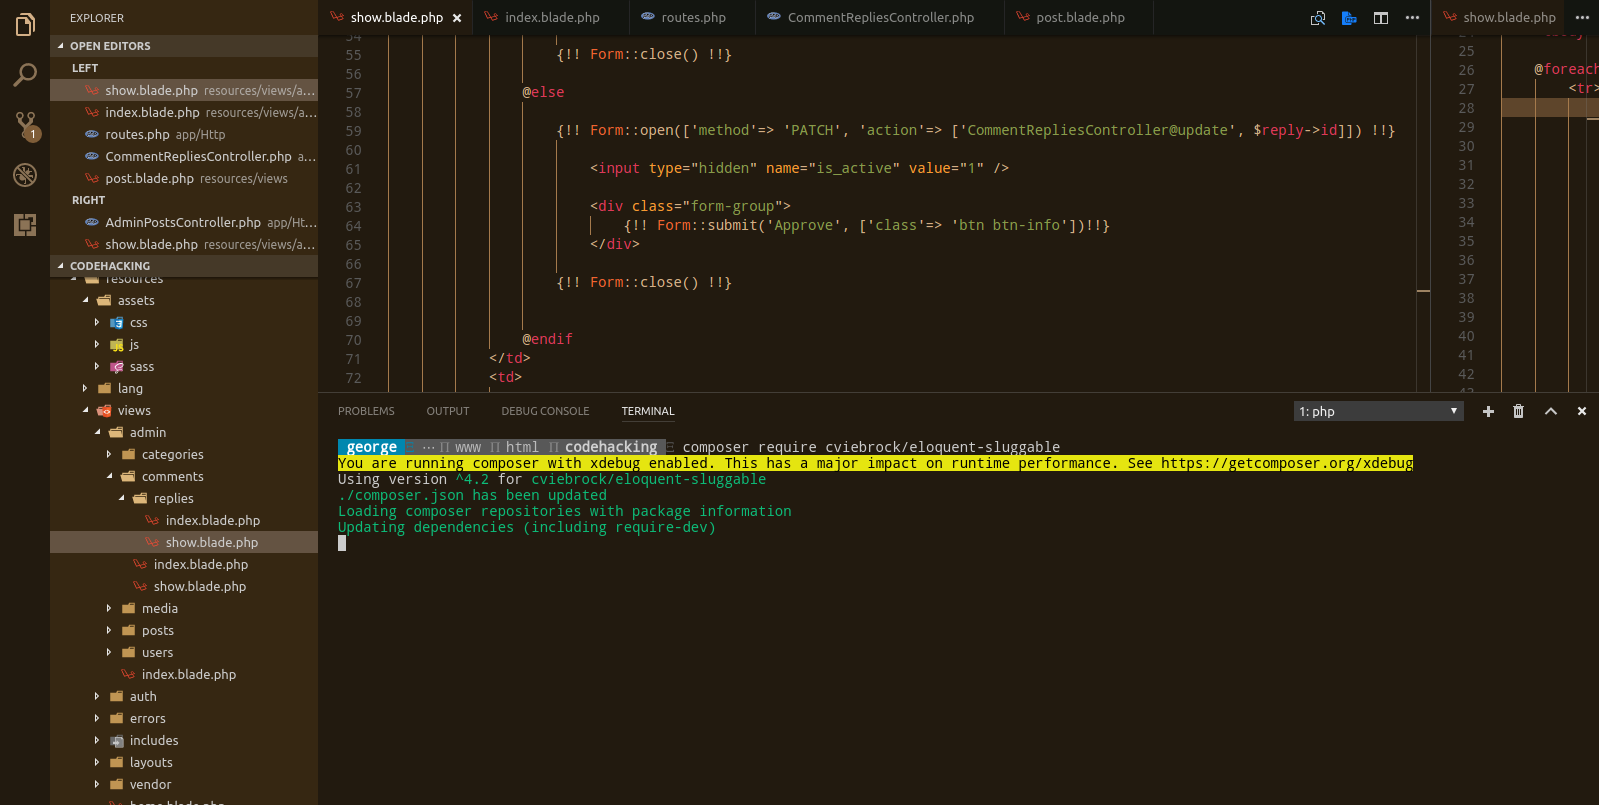 EXPLORER
OPEN EDITORS
LEFT
show.blade.php resources/views/a...
index.blade.php resources/views/a...
routes.php app/Http
CommentRepliesController.php a...
post.blade.php resources/views
RIGHT
AdminPostsController.php app/Ht...
show.blade.php resources/views/a...
CODEHACKING
resources
assets
css
js
sass
lang
views
admin
categories
comments
replies
index.blade.php
show.blade.php
index.blade.php
show.blade.php
media
posts
users
index.blade.php
auth
errors
includes
layouts
vendor
home.blade.php
1
show.blade.php × index.blade.php routes.php CommentRepliesController.php post.blade.php
54
55 {!! Form::close() !!}
56
57 @else
58
59 {!! Form::open(['method'=> 'PATCH', 'action'=> ['CommentRepliesController@update', $reply->id]]) !!}
60
61 <input type="hidden" name="is_active" value="1" />
62
63 <div class="form-group">
64 {!! Form::submit('Approve', ['class'=> 'btn btn-info'])!!}
65 </div>
66
67 {!! Form::close() !!}
68
69
70 @endif
71 </td>
72 <td>
show.blade.php
25
26 @foreach
27 <tr>
28
29
30
31
32
33
34
35
36
37
38
39
40
41
42
PROBLEMS OUTPUT DEBUG CONSOLE TERMINAL 1: php
george ... www html codehacking composer require cviebrock/eloquent-sluggable
You are running composer with xdebug enabled. This has a major impact on runtime performance. See https://getcomposer.org/xdebug
Using version ^4.2 for cviebrock/eloquent-sluggable
./composer.json has been updated
Loading composer repositories with package information
Updating dependencies (including require-dev)